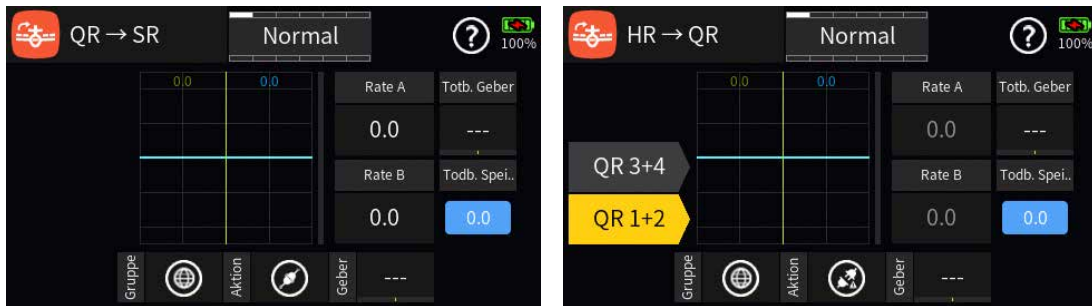 QR → SR
Normal
100%
0.0
0.0
Rate A
Totb. Geber
0.0
---
Rate B
Todb. Spei..
0.0
0.0
Gruppe
Aktion
Geber
---
HR → QR
Normal
100%
0.0
0.0
Rate A
Totb. Geber
0.0
---
QR 3+4
Rate B
Todb. Spei..
QR 1+2
0.0
0.0
Gruppe
Aktion
Geber
---